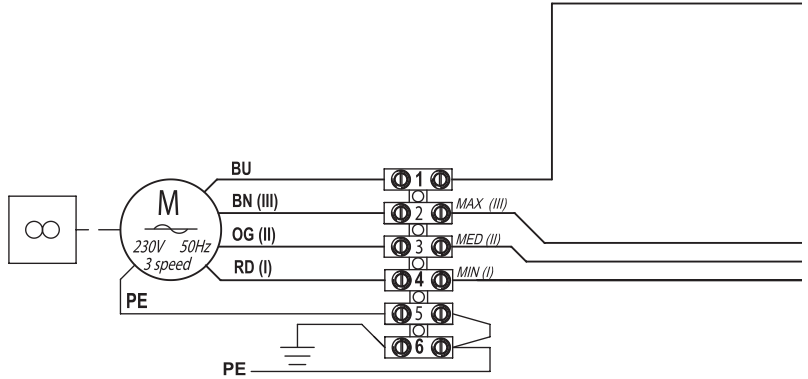 BU
1
BN (III)
2
MAX (III)
M
230V 50Hz
3 speed
OG (II)
3
MED (II)
RD (I)
4
MIN (I)
PE
5
6
PE